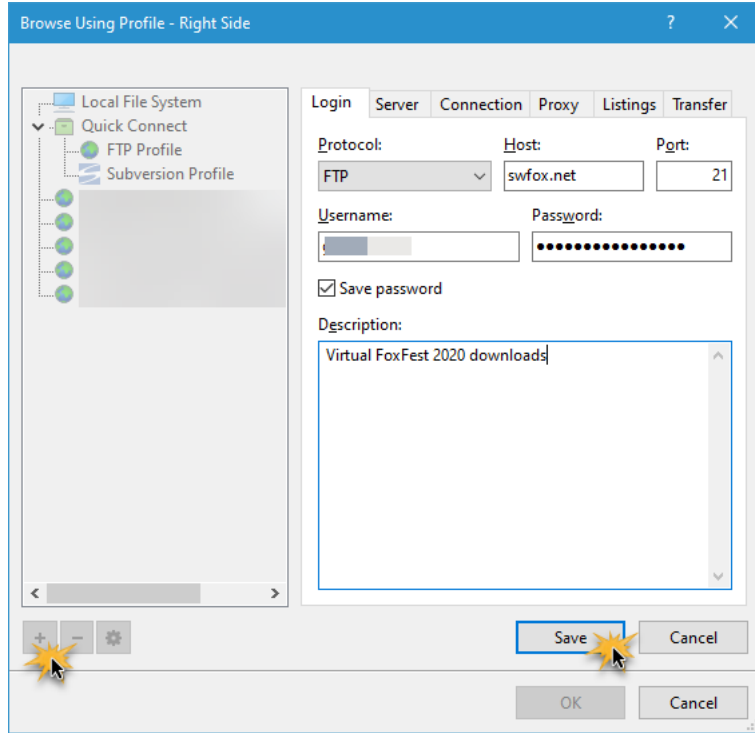 Browse Using Profile - Right Side
Local File System
Quick Connect
FTP Profile
Subversion Profile
Login Server Connection Proxy Listings Transfer
Protocol: Host: Port:
FTP swfox.net 21
Username: Password:
Save password
Description:
Virtual FoxFest 2020 downloads
Save Cancel
OK Cancel